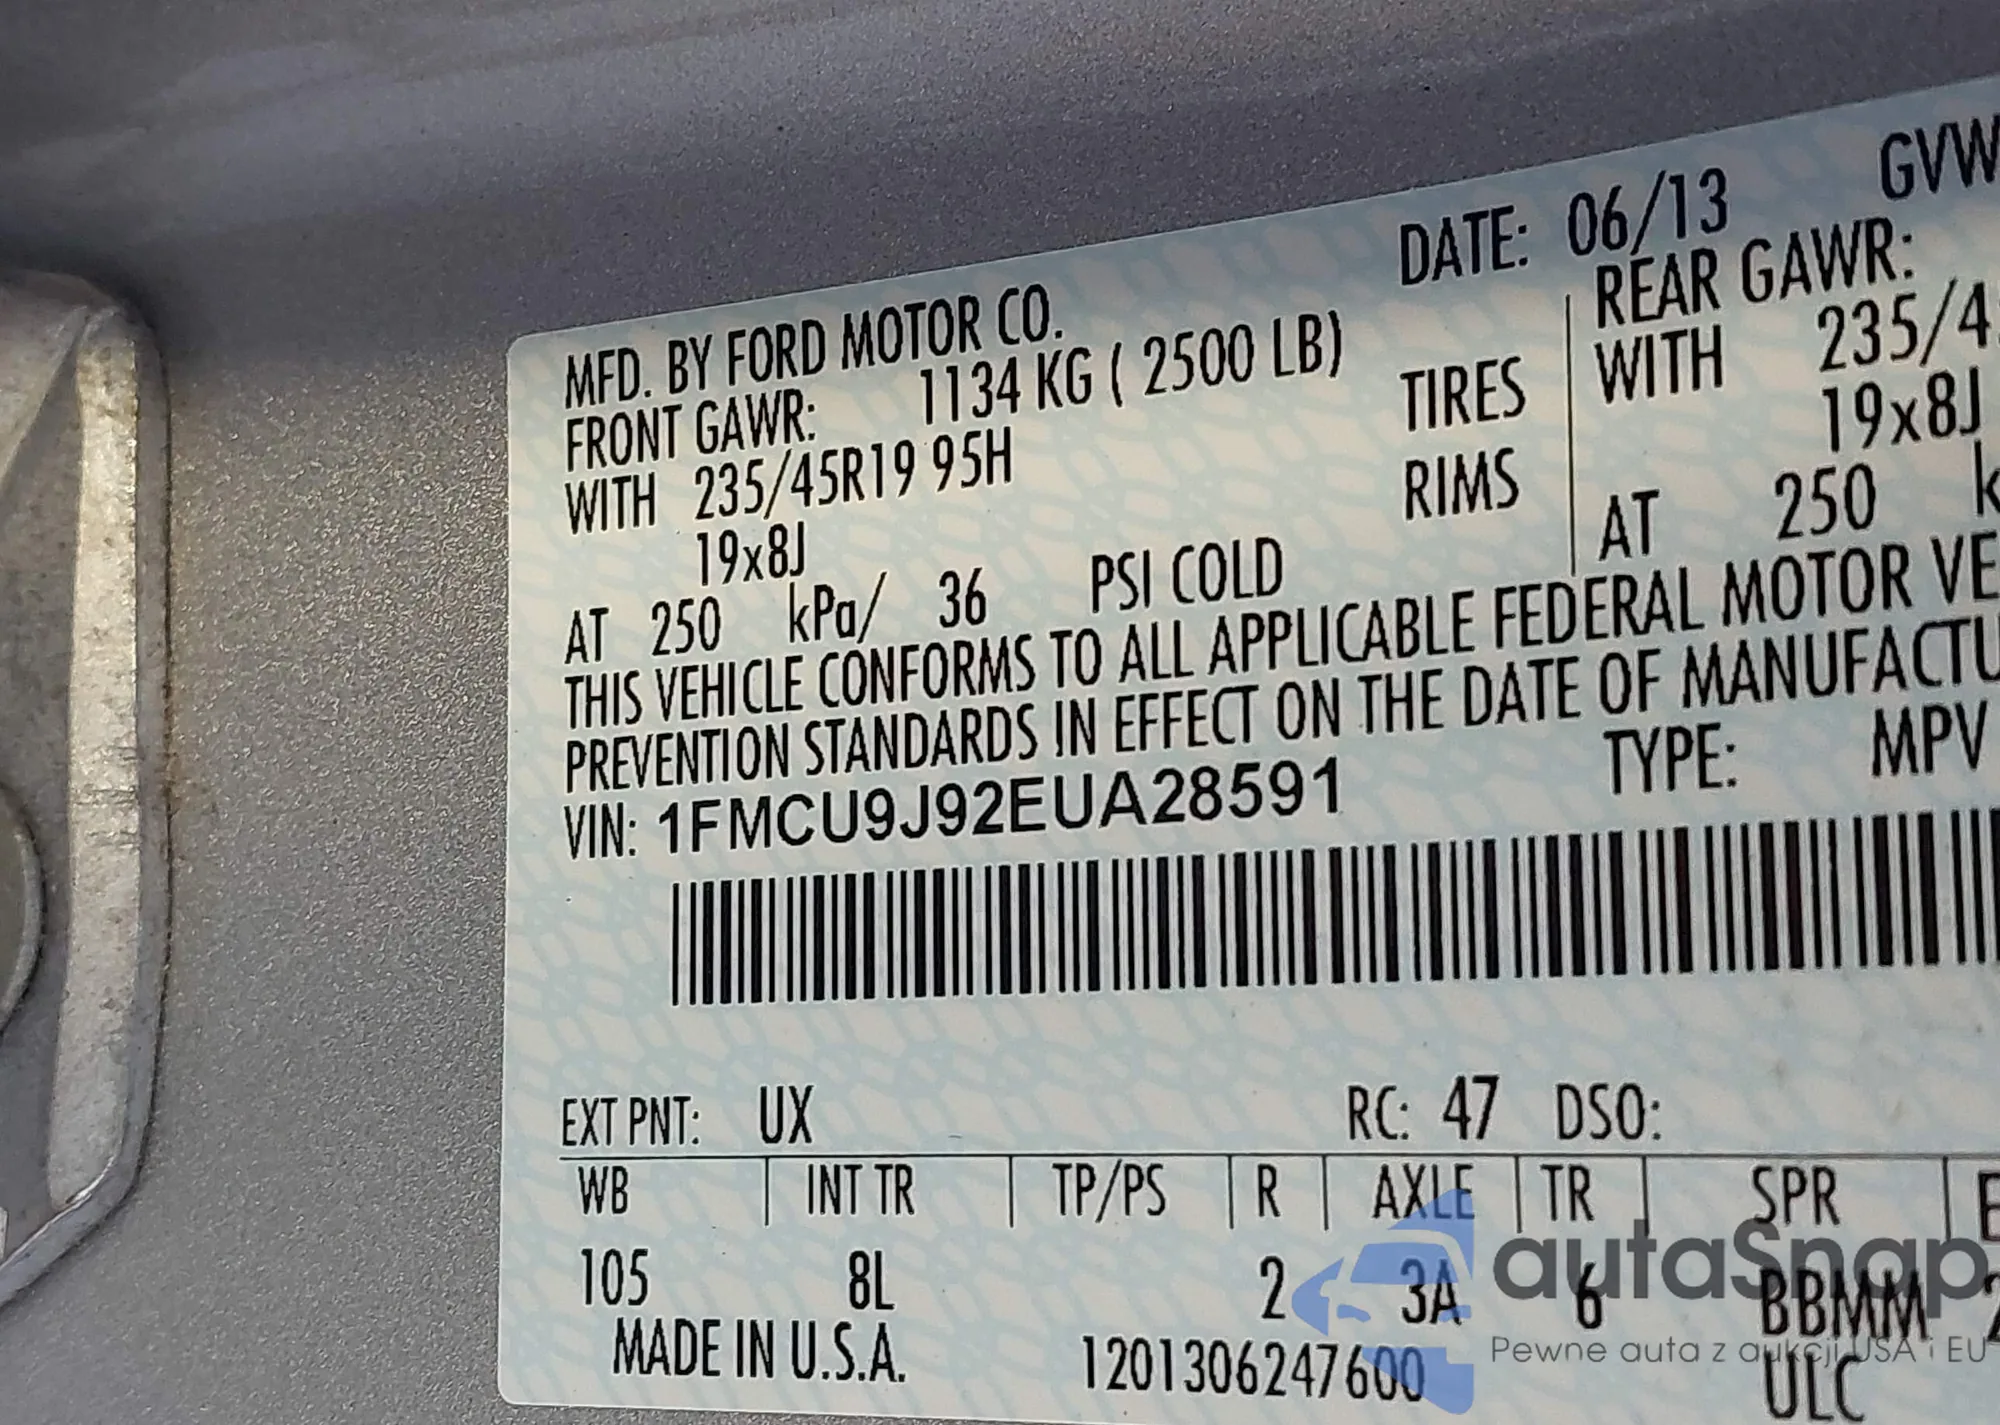 DATE: 06/13 GVW
MFD. BY FORD MOTOR CO.
FRONT GAWR: 1134 KG ( 2500 LB) REAR GAWR:
WITH 235/45R19 95H TIRES WITH 235/4
19x8J RIMS 19x8J
AT 250 kPa/ 36 PSI COLD AT 250 k
THIS VEHICLE CONFORMS TO ALL APPLICABLE FEDERAL MOTOR VE
PREVENTION STANDARDS IN EFFECT ON THE DATE OF MANUFACTU
VIN: 1FMCU9J92EUA28591 TYPE: MPV
EXT PNT: UX RC: 47 DSO:
WB INT TR TP/PS R AXLE TR SPR
105 8L 2 3A 6 BBMM
MADE IN U.S.A. 1201306247600 ULC
autaSnap
Pewne auta z aukcji USA i EU